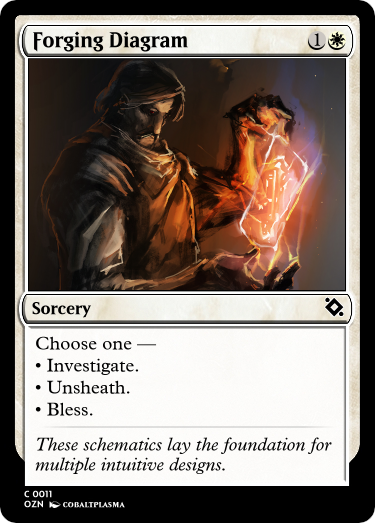 Forging Diagram
1
Sorcery
Choose one —
• Investigate.
• Unsheath.
• Bless.
These schematics lay the foundation for
multiple intuitive designs.
C 0011
OZN COBALTPLASMA